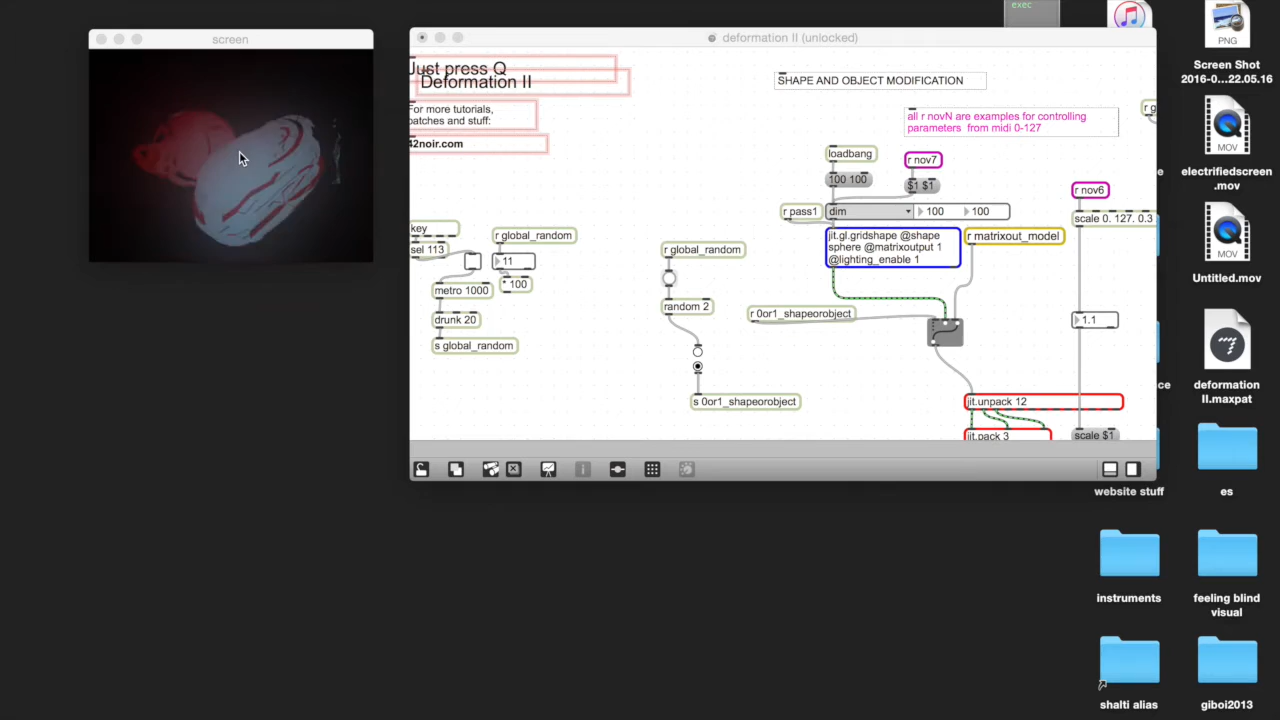 screen
deformation II (unlocked)
Just press Q
Deformation II
For more tutorials,
patches and stuff:
42noir.com
SHAPE AND OBJECT MODIFICATION
all r novN are examples for controlling
parameters from midi 0-127
loadbang
r nov7
100 100
$1 $1
r pass1
dim
100
100
jit.gl.gridshape @shape
sphere @matrixoutput 1
@lighting_enable 1
r matrixout_model
r nov6
scale 0. 127. 0.3
key
sel 113
r global_random
11
* 100
metro 1000
drunk 20
s global_random
r global_random
random 2
r 0or1_shapeorobject
s 0or1_shapeorobject
1.1
jit.unpack 12
jit.pack 3
scale $1
r g
exec
PNG
Screen Shot
2016-0...22.05.16
MOV
electrifiedscreen
.mov
MOV
Untitled.mov
deformation
II.maxpat
website stuff
es
instruments
feeling blind
visual
shalti alias
giboi2013